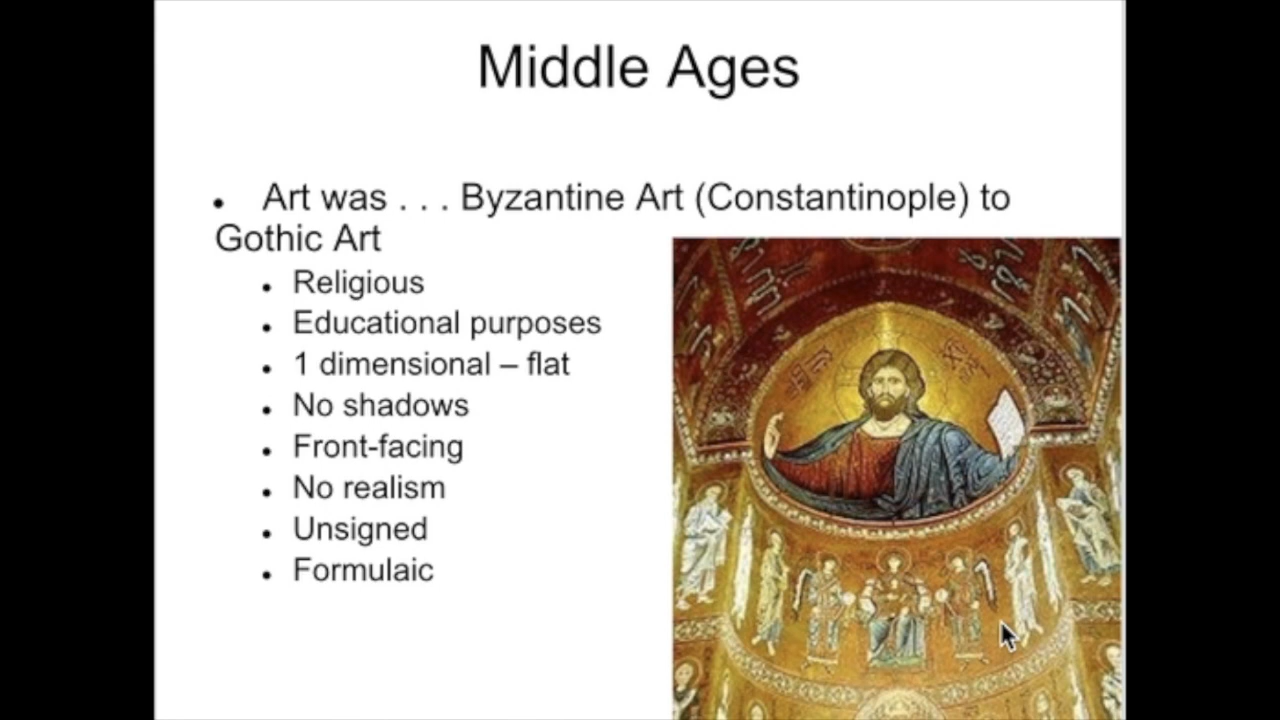 Middle Ages
• Art was . . . Byzantine Art (Constantinople) to
Gothic Art
• Religious
• Educational purposes
• 1 dimensional – flat
• No shadows
• Front-facing
• No realism
• Unsigned
• Formulaic